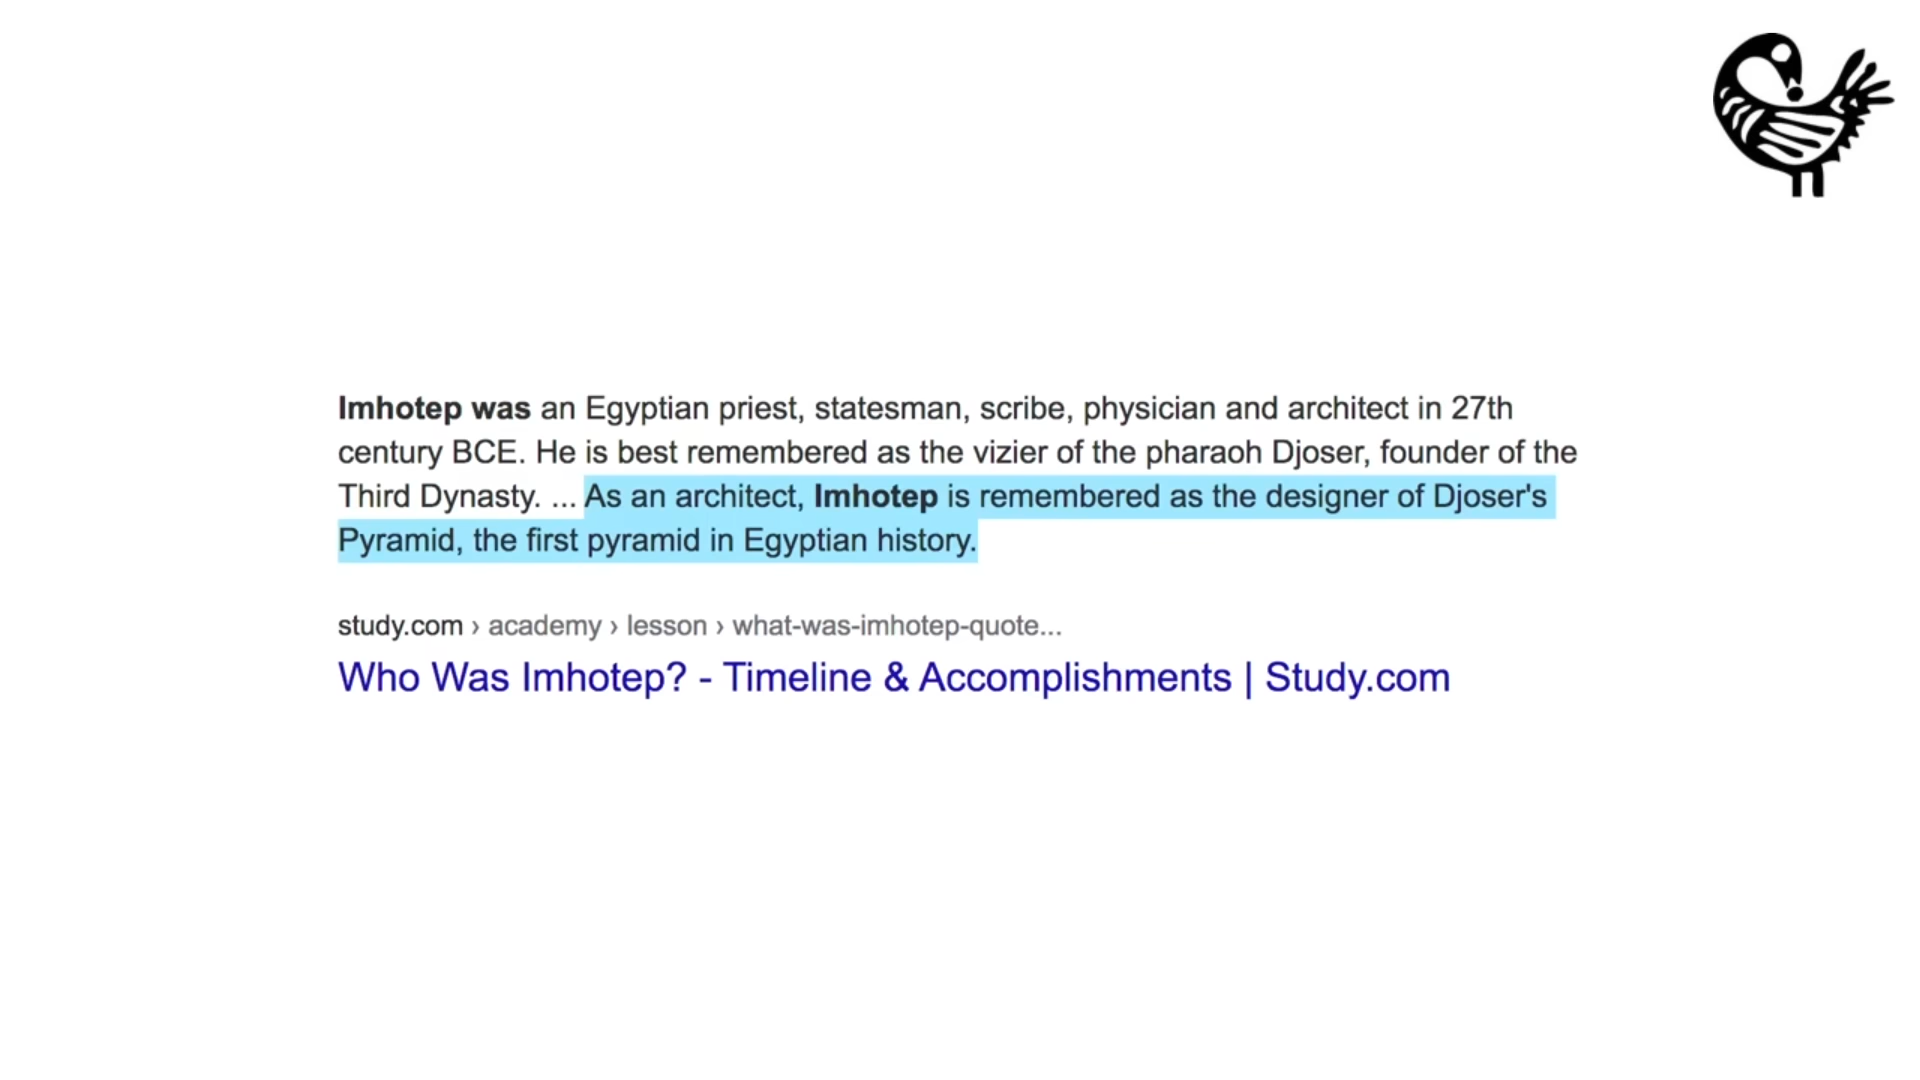 Imhotep was an Egyptian priest, statesman, scribe, physician and architect in 27th
century BCE. He is best remembered as the vizier of the pharaoh Djoser, founder of the
Third Dynasty. ... As an architect, Imhotep is remembered as the designer of Djoser's
Pyramid, the first pyramid in Egyptian history.
study.com › academy › lesson › what-was-imhotep-quote...
Who Was Imhotep? - Timeline & Accomplishments | Study.com